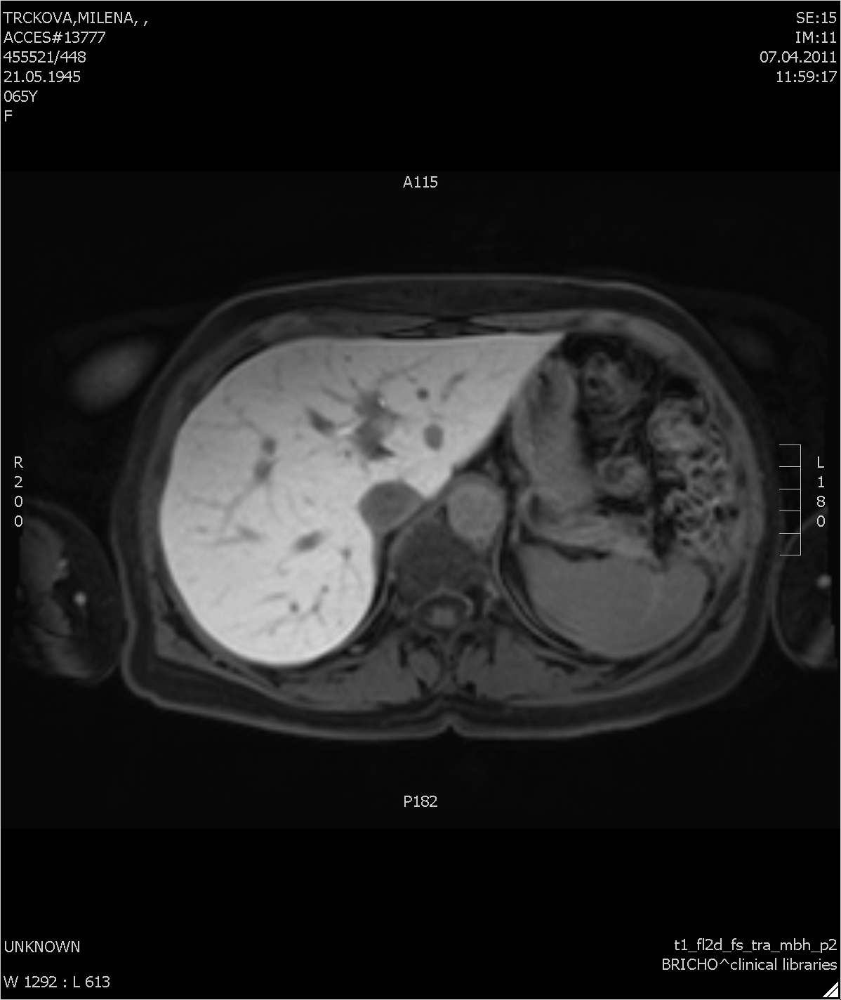 TRCKOVA,MILENA, ,
ACCES#13777
455521/448
21.05.1945
065Y
F
SE:15
IM:11
07.04.2011
11:59:17
A115
R
2
0
0
L
1
8
0
P182
UNKNOWN
W 1292 : L 613
t1_fl2d_fs_tra_mbh_p2
BRICHO^clinical libraries